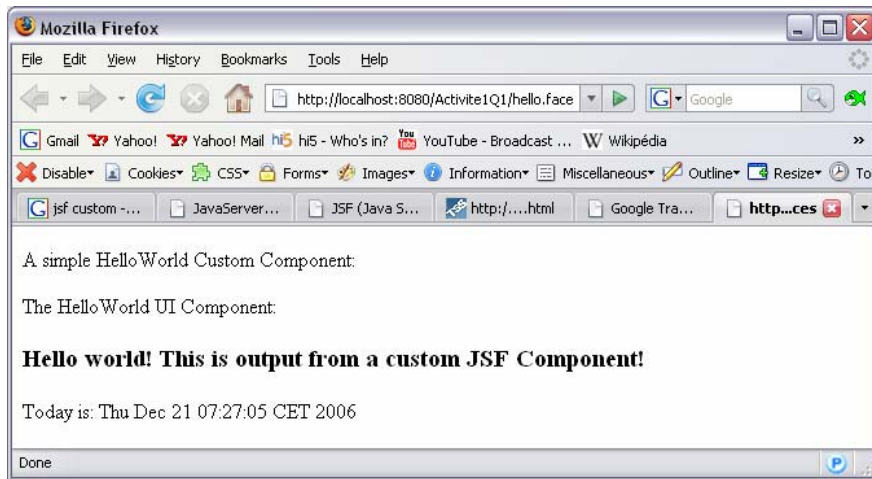 Mozilla Firefox
File Edit View History Bookmarks Tools Help
http://localhost:8080/Activite1Q1/hello.face G Google
G Gmail Y! Yahoo! Y! Yahoo! Mail hi5 hi5 - Who's in? You Tube YouTube - Broadcast ... W Wikipédia »
Disable Cookies CSS Forms Images Information Miscellaneous Outline Resize To
G jsf custom -... JavaServer... JSF (Java S... http:/....html Google Tra... http...ces
A simple HelloWorld Custom Component:
The HelloWorld UI Component:
Hello world! This is output from a custom JSF Component!
Today is: Thu Dec 21 07:27:05 CET 2006
Done P